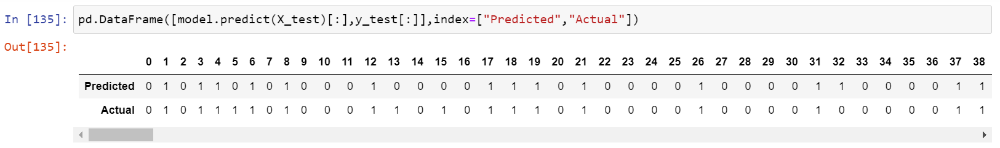 In [135]: pd.DataFrame([model.predict(X_test)[:],y_test[:]],index=["Predicted","Actual"])
Out[135]:
0 1 2 3 4 5 6 7 8 9 10 11 12 13 14 15 16 17 18 19 20 21 22 23 24 25 26 27 28 29 30 31 32 33 34 35 36 37 38
Predicted 0 1 0 1 1 0 1 0 1 0 0 0 1 0 0 0 0 1 1 1 0 1 0 0 0 0 1 0 0 0 0 1 1 0 0 0 0 1 1
Actual 0 1 0 1 1 1 1 0 1 0 0 0 1 1 0 1 0 1 1 1 0 1 0 0 0 0 1 0 0 0 0 1 0 0 0 0 0 1 1